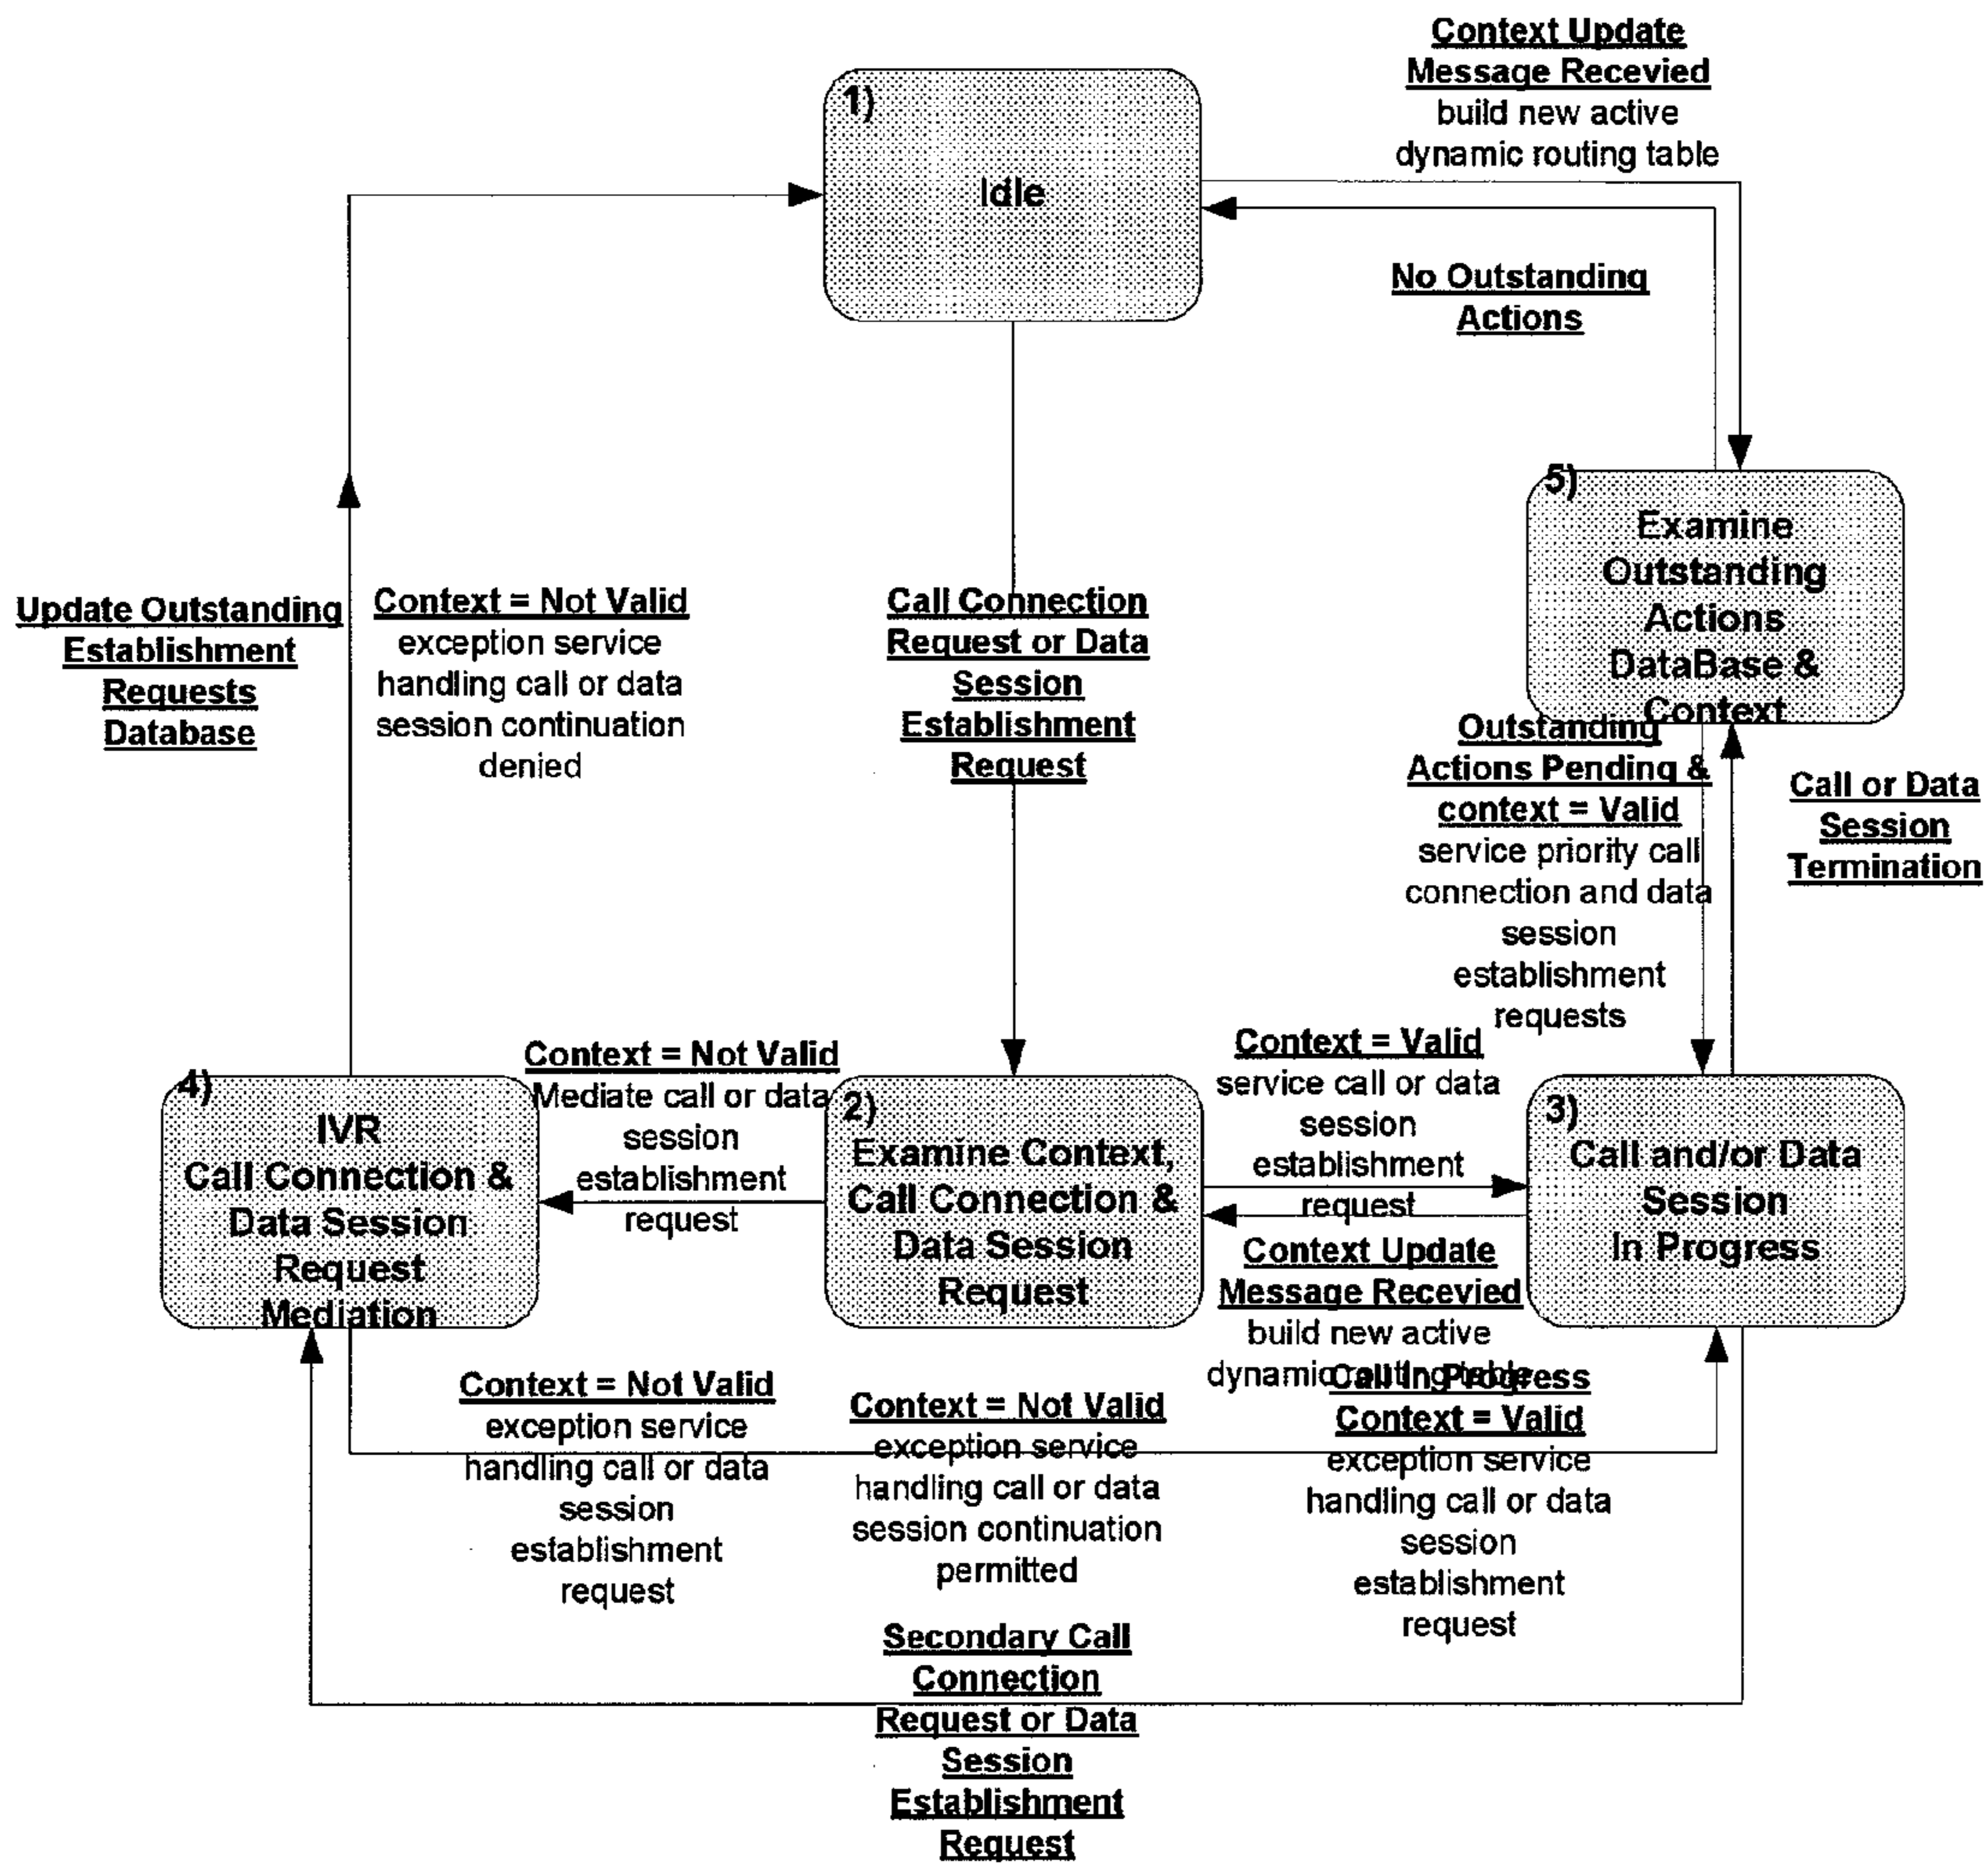 Context Update
Message Recevied
build new active
dynamic routing table
1)
Idle
No Outstanding
Actions
5)
Examine
Outstanding
Actions
DataBase &
Context
Update Outstanding
Establishment
Requests
Database
Context = Not Valid
exception service
handling call or data
session continuation
denied
Call Connection
Request or Data
Session
Establishment
Request
Outstanding
Actions Pending &
context = Valid
service priority call
connection and data
session
establishment
requests
Call or Data
Session
Termination
4)
IVR
Call Connection &
Data Session
Request
Mediation
Context = Not Valid
Mediate call or data
session
establishment
request
2)
Examine Context,
Call Connection &
Data Session
Request
Context = Valid
service call or data
session
establishment
request
3)
Call and/or Data
Session
In Progress
Context Update
Message Recevied
build new active
dynamic routing table
Context = Not Valid
exception service
handling call or data
session
establishment
request
Context = Not Valid
exception service
handling call or data
session continuation
permitted
Call In Progress
Context = Valid
exception service
handling call or data
session
establishment
request
Secondary Call
Connection
Request or Data
Session
Establishment
Request